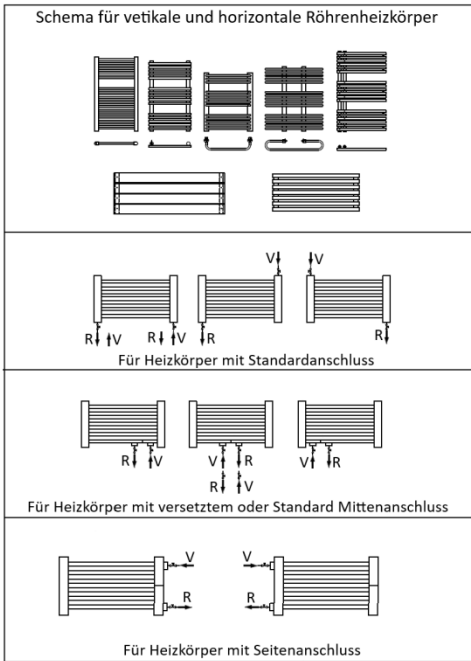 Schema für vetikale und horizontale Röhrenheizkörper
V V
R V R V R R
Für Heizkörper mit Standardanschluss
R V V R V R
R V
Für Heizkörper mit versetztem oder Standard Mittenanschluss
V V
R R
Für Heizkörper mit Seitenanschluss